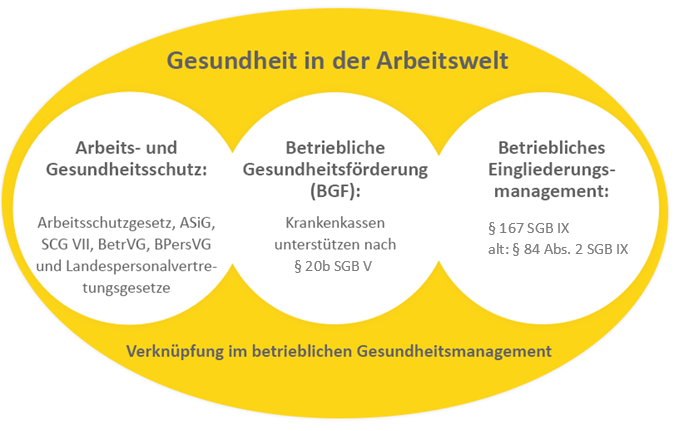 Gesundheit in der Arbeitswelt
Arbeits- und
Gesundheitsschutz:
Arbeitsschutzgesetz, ASiG,
SCG VII, BetrVG, BPersVG
und Landespersonalvertre-
tungsgesetze
Betriebliche
Gesundheitsförderung
(BGF):
Krankenkassen
unterstützen nach
§ 20b SGB V
Betriebliches
Eingliederungs-
management:
§ 167 SGB IX
alt: § 84 Abs. 2 SGB IX
Verknüpfung im betrieblichen Gesundheitsmanagement